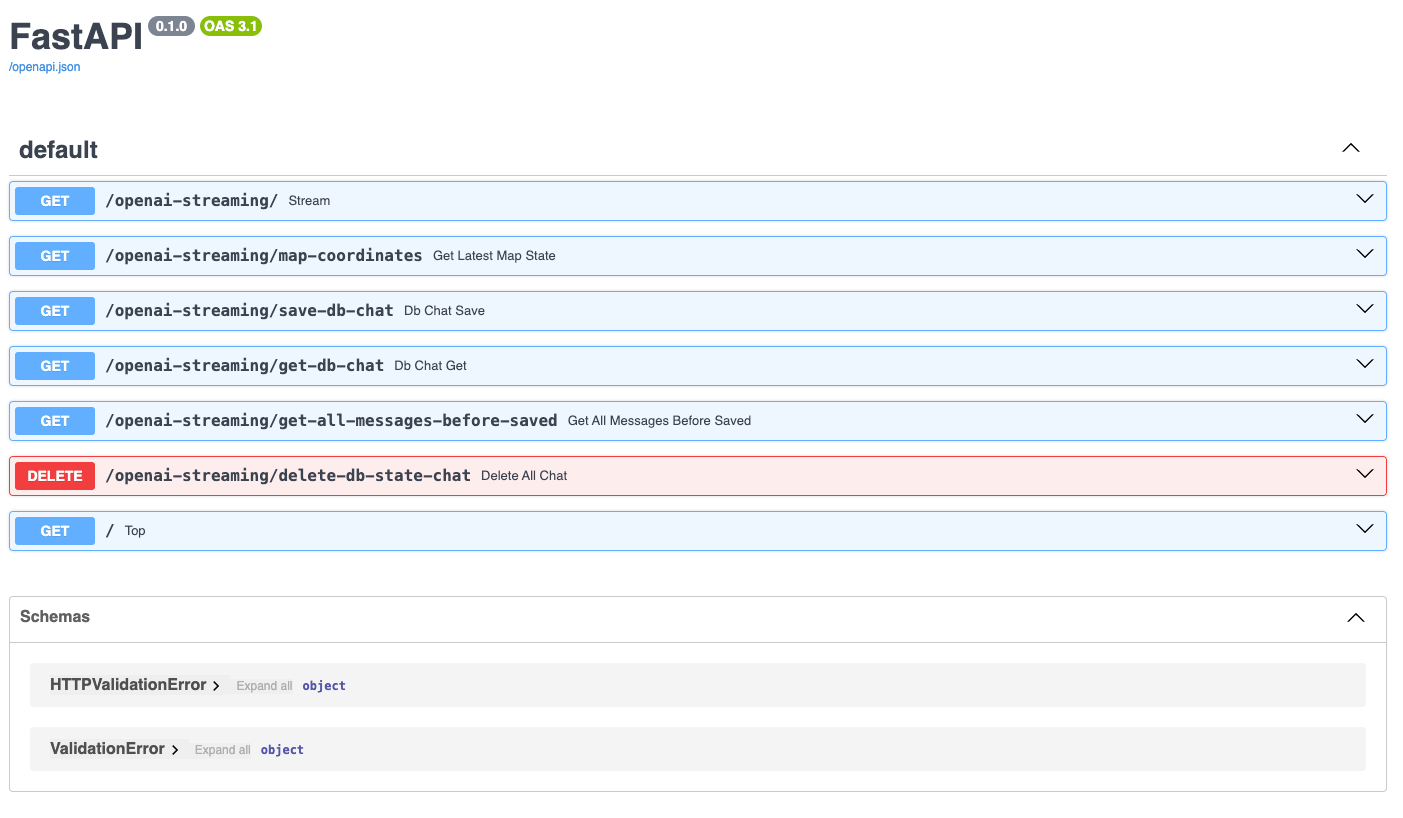 FastAPI 0.1.0 OAS 3.1
/openapi.json
default
GET /openai-streaming/ Stream
GET /openai-streaming/map-coordinates Get Latest Map State
GET /openai-streaming/save-db-chat Db Chat Save
GET /openai-streaming/get-db-chat Db Chat Get
GET /openai-streaming/get-all-messages-before-saved Get All Messages Before Saved
DELETE /openai-streaming/delete-db-state-chat Delete All Chat
GET / Top
Schemas
HTTPValidationError Expand all object
ValidationError Expand all object